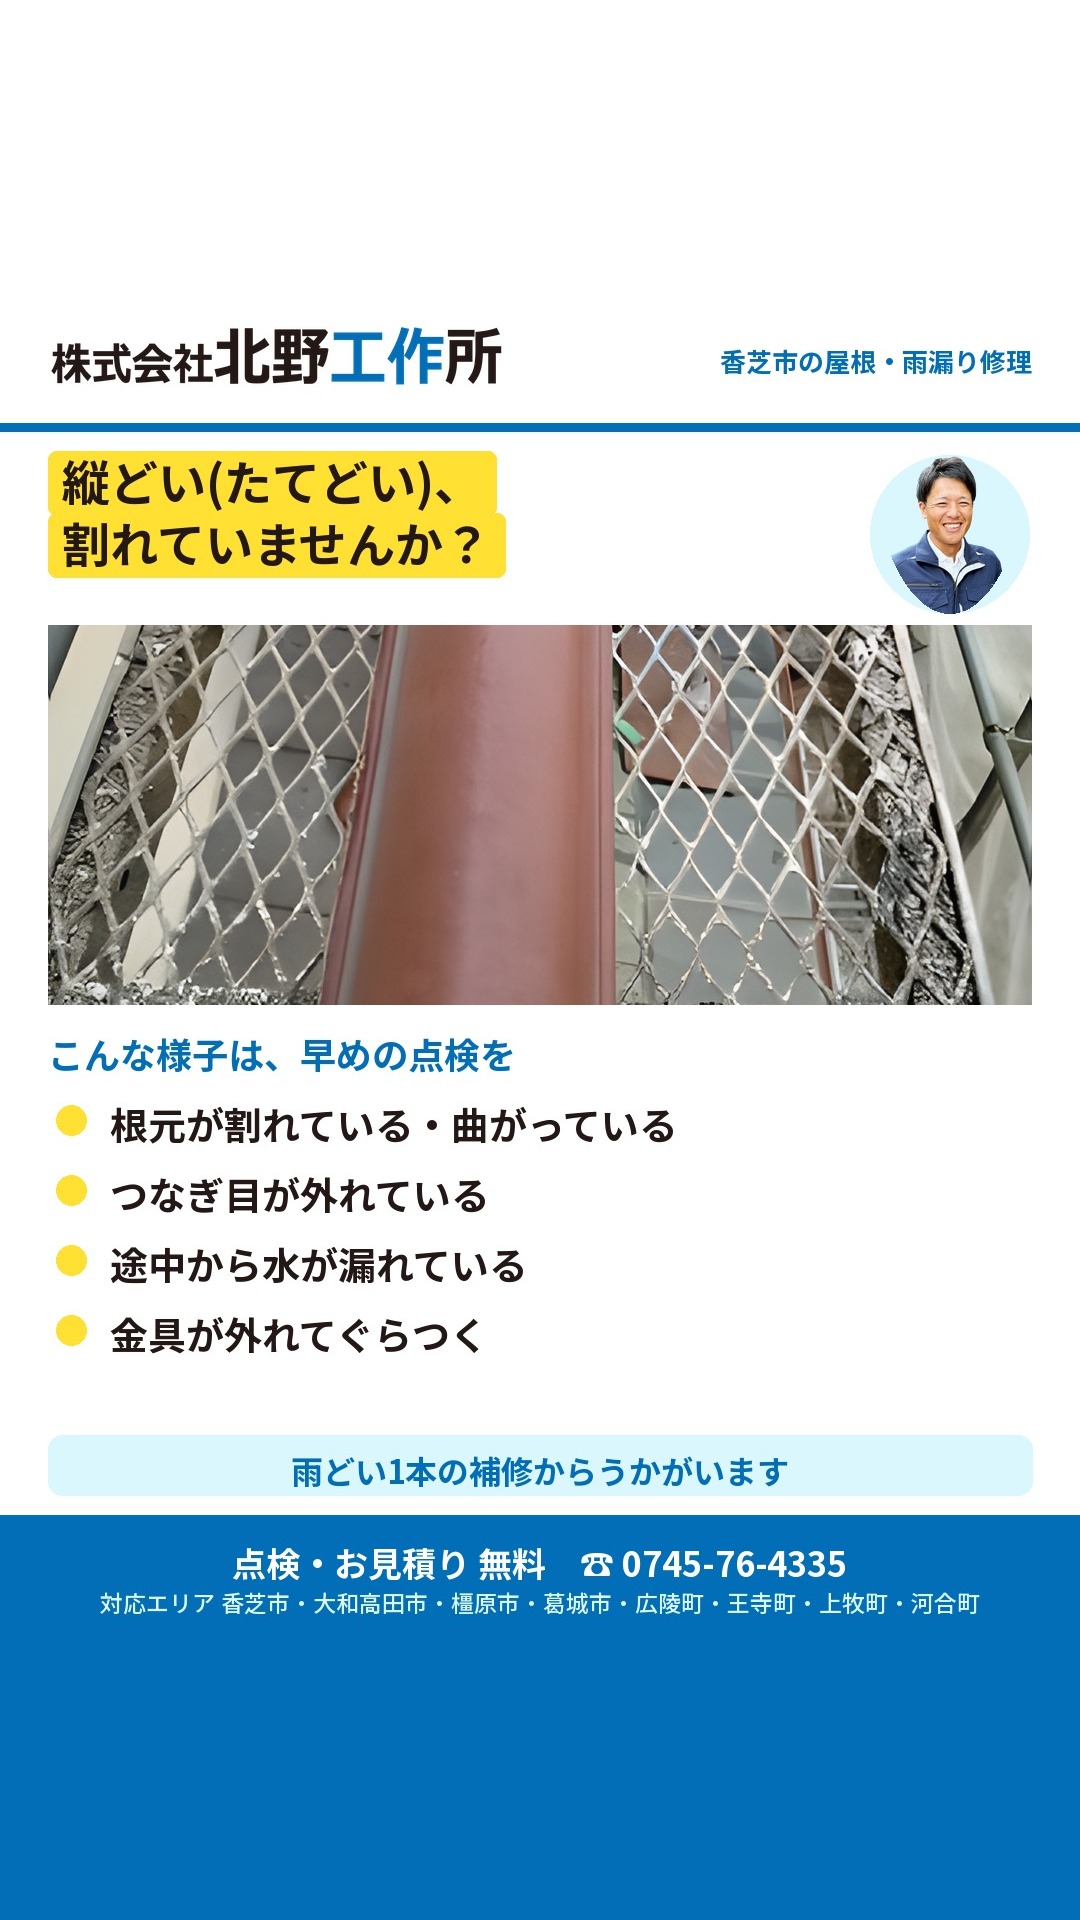 株式会社北野工作所
香芝市の屋根・雨漏り修理
縦どい(たてどい)、
割れていませんか？
こんな様子は、早めの点検を
根元が割れている・曲がっている
つなぎ目が外れている
途中から水が漏れている
金具が外れてぐらつく
雨どい1本の補修からうかがいます
点検・お見積り 無料　☎ 0745-76-4335
対応エリア 香芝市・大和高田市・橿原市・葛城市・広陵町・王寺町・上牧町・河合町